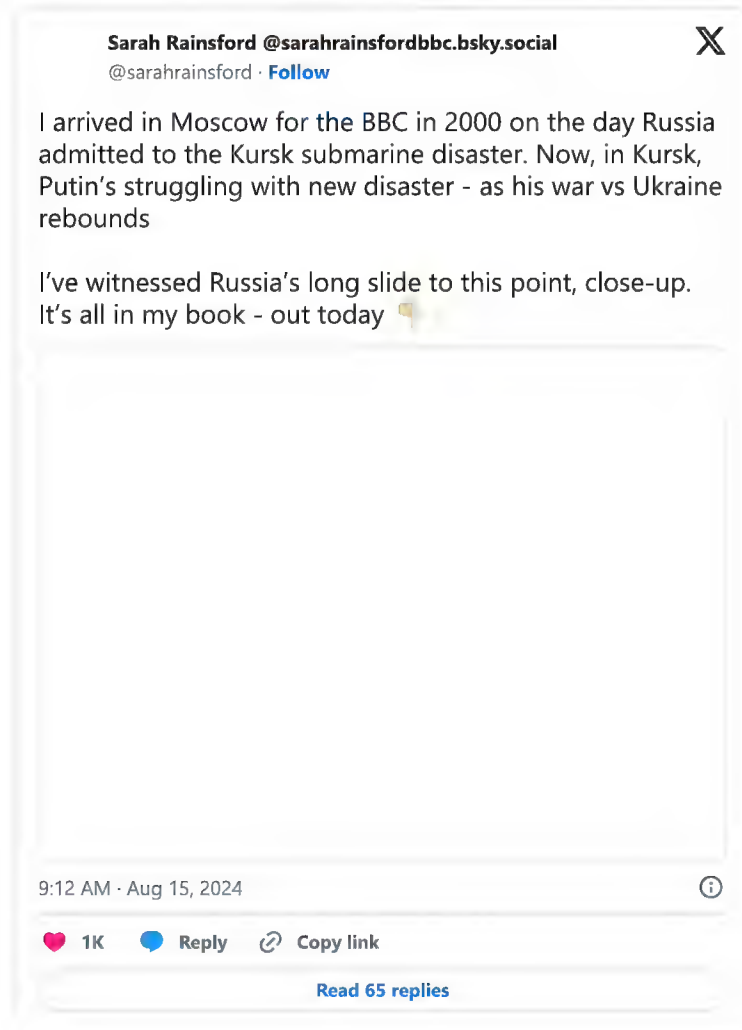 Sarah Rainsford @sarahrainsfordbbc.bsky.social
@sarahrainsford · Follow
I arrived in Moscow for the BBC in 2000 on the day Russia
admitted to the Kursk submarine disaster. Now, in Kursk,
Putin's struggling with new disaster - as his war vs Ukraine
rebounds
I've witnessed Russia's long slide to this point, close-up.
It's all in my book - out today 👇
9:12 AM · Aug 15, 2024
1K Reply Copy link
Read 65 replies